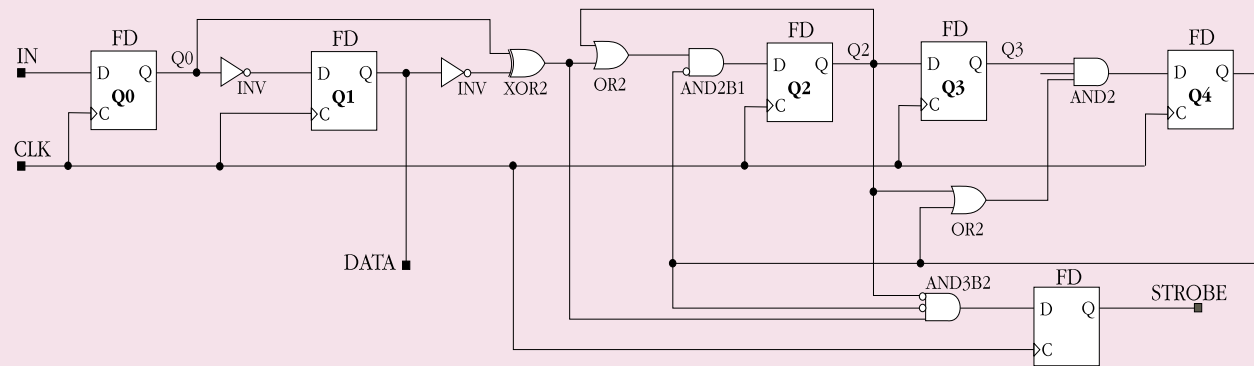 IN
FD
D
Q
Q0
C
Q0
INV
FD
D
Q
Q1
C
INV
XOR2
OR2
AND2B1
FD
D
Q
Q2
C
Q2
FD
D
Q
Q3
C
Q3
AND2
FD
D
Q
Q4
C
CLK
OR2
DATA
AND3B2
FD
D
Q
C
STROBE